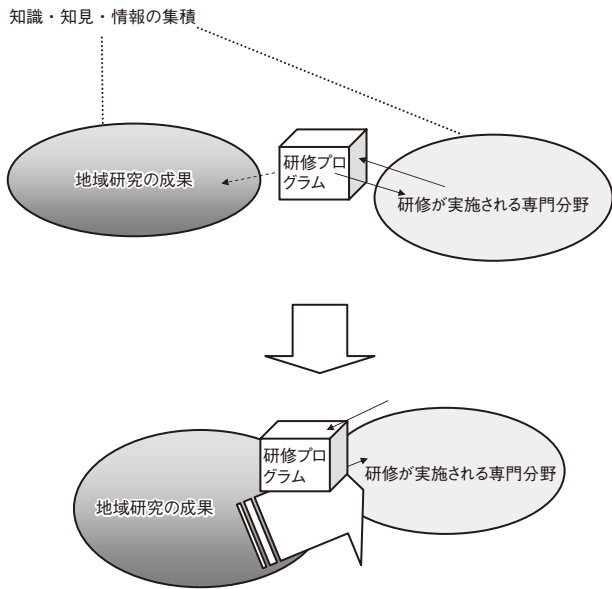 知識・知見・情報の集積
地域研究の成果
研修プロ
グラム
研修が実施される専門分野
研修プロ
グラム
研修が実施される専門分野
地域研究の成果